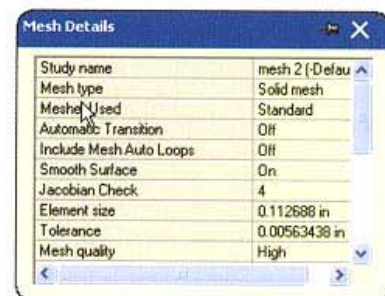 Mesh Details
Study name mesh 2 (-Defau
Mesh type Solid mesh
Mesher Used Standard
Automatic Transition Off
Include Mesh Auto Loops Off
Smooth Surface On
Jacobian Check 4
Element size 0.112688 in
Tolerance 0.00563438 in
Mesh quality High